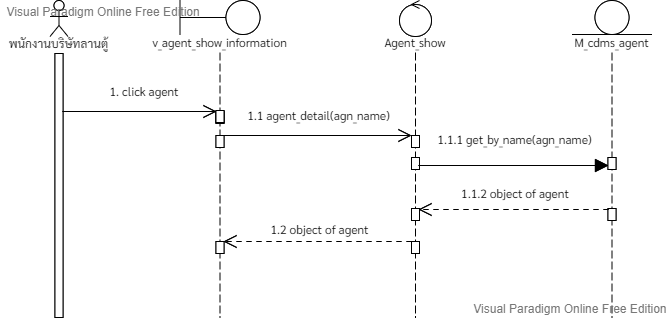 Visual Paradigm Online Free Edition
พนักงานบริษัทลานตู้
v_agent_show_information
Agent_show
M_cdms_agent
1. click agent
1.1 agent_detail(agn_name)
1.1.1 get_by_name(agn_name)
1.1.2 object of agent
1.2 object of agent
Visual Paradigm Online Free Edition